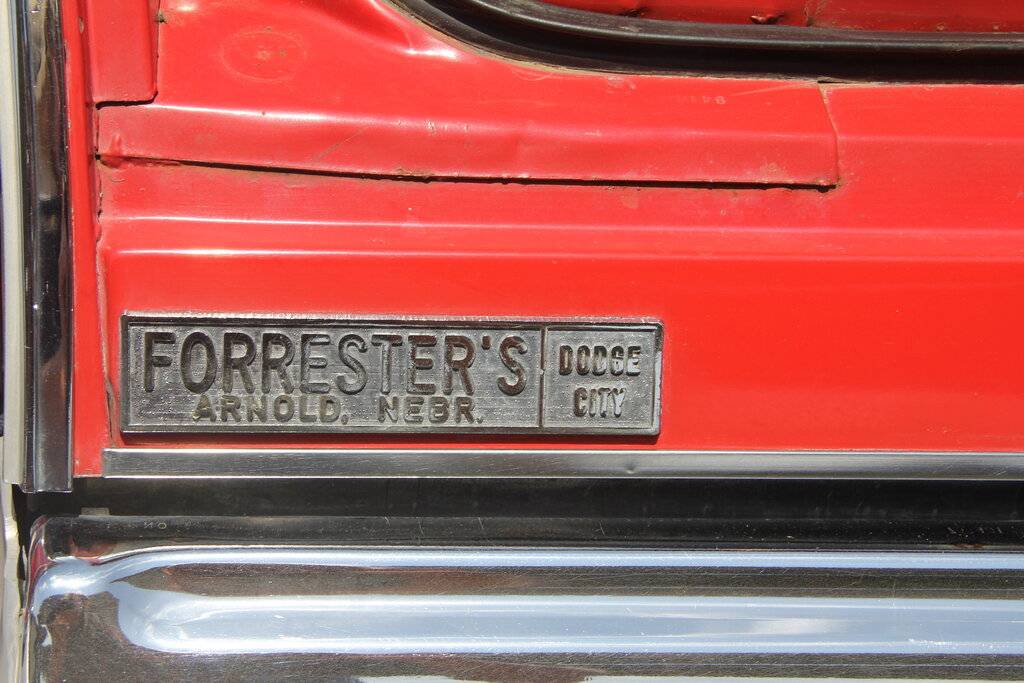 FORRESTER'S
ARNOLD, NEBR.
DODGE
CITY